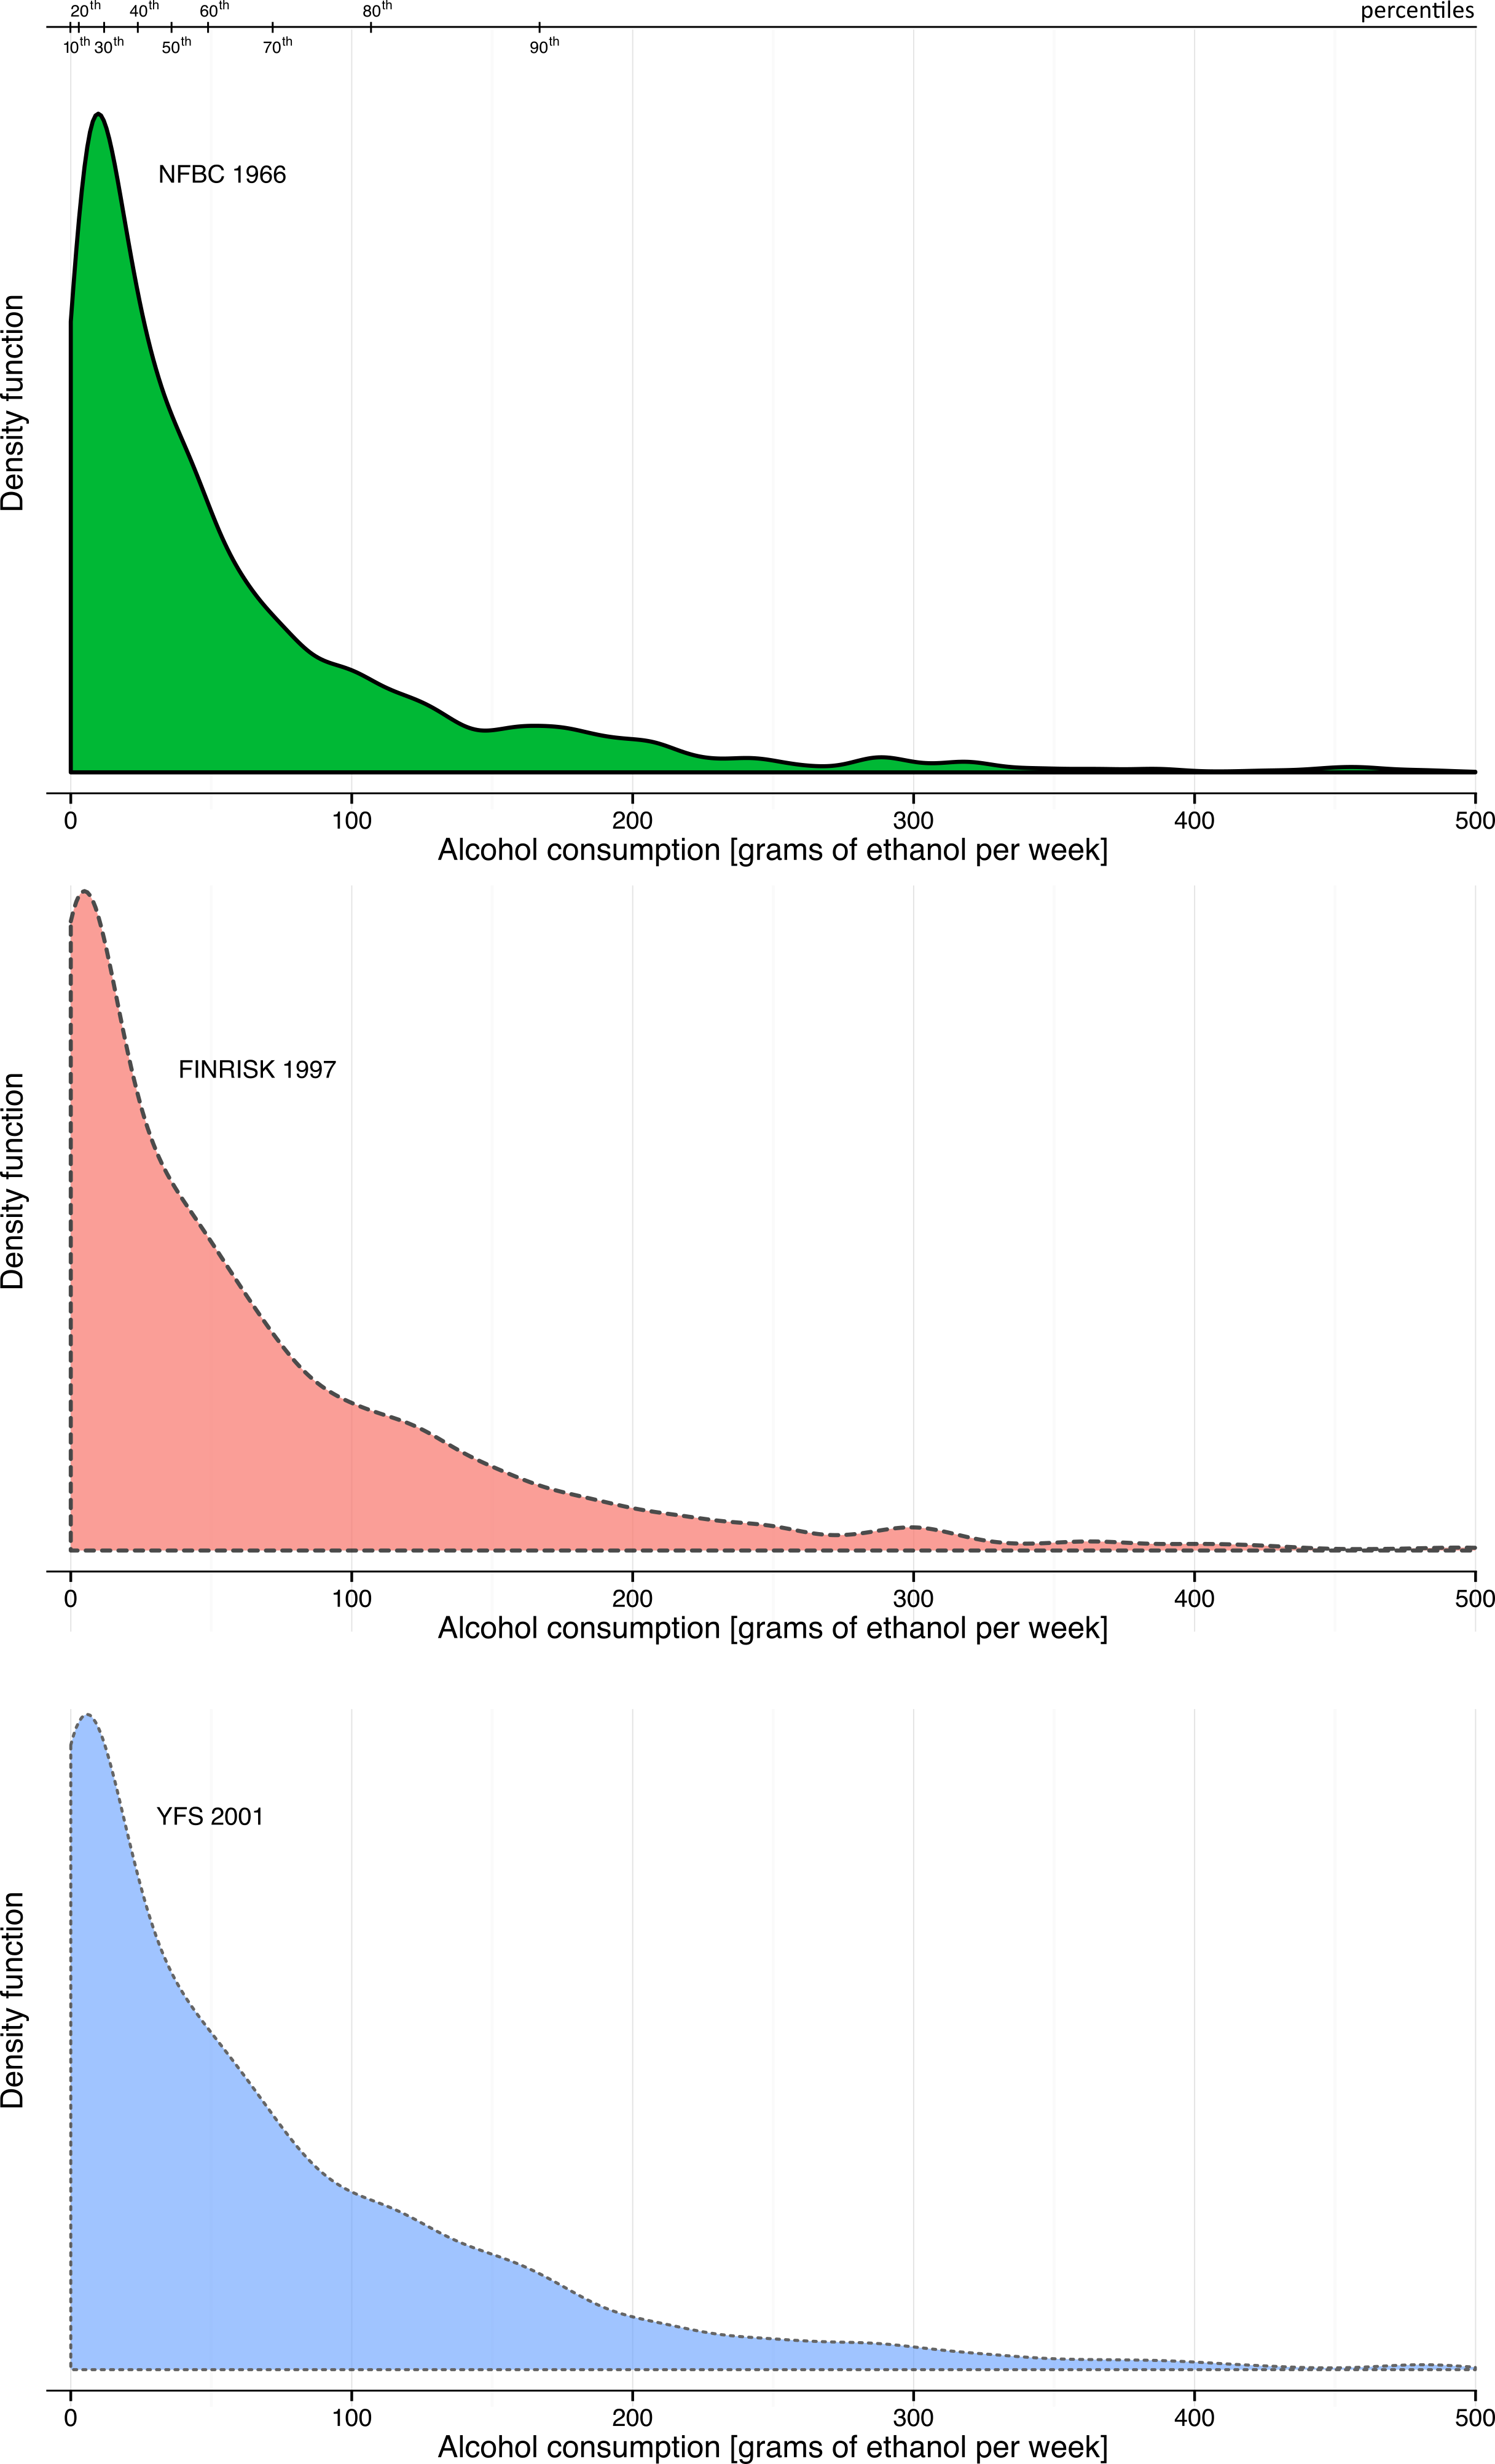 20th 40th 60th 80th percentiles
10th 30th 50th 70th 90th
NFBC 1966
Density function
0 100 200 300 400 500
Alcohol consumption [grams of ethanol per week]
FINRISK 1997
Density function
0 100 200 300 400 500
Alcohol consumption [grams of ethanol per week]
YFS 2001
Density function
0 100 200 300 400 500
Alcohol consumption [grams of ethanol per week]